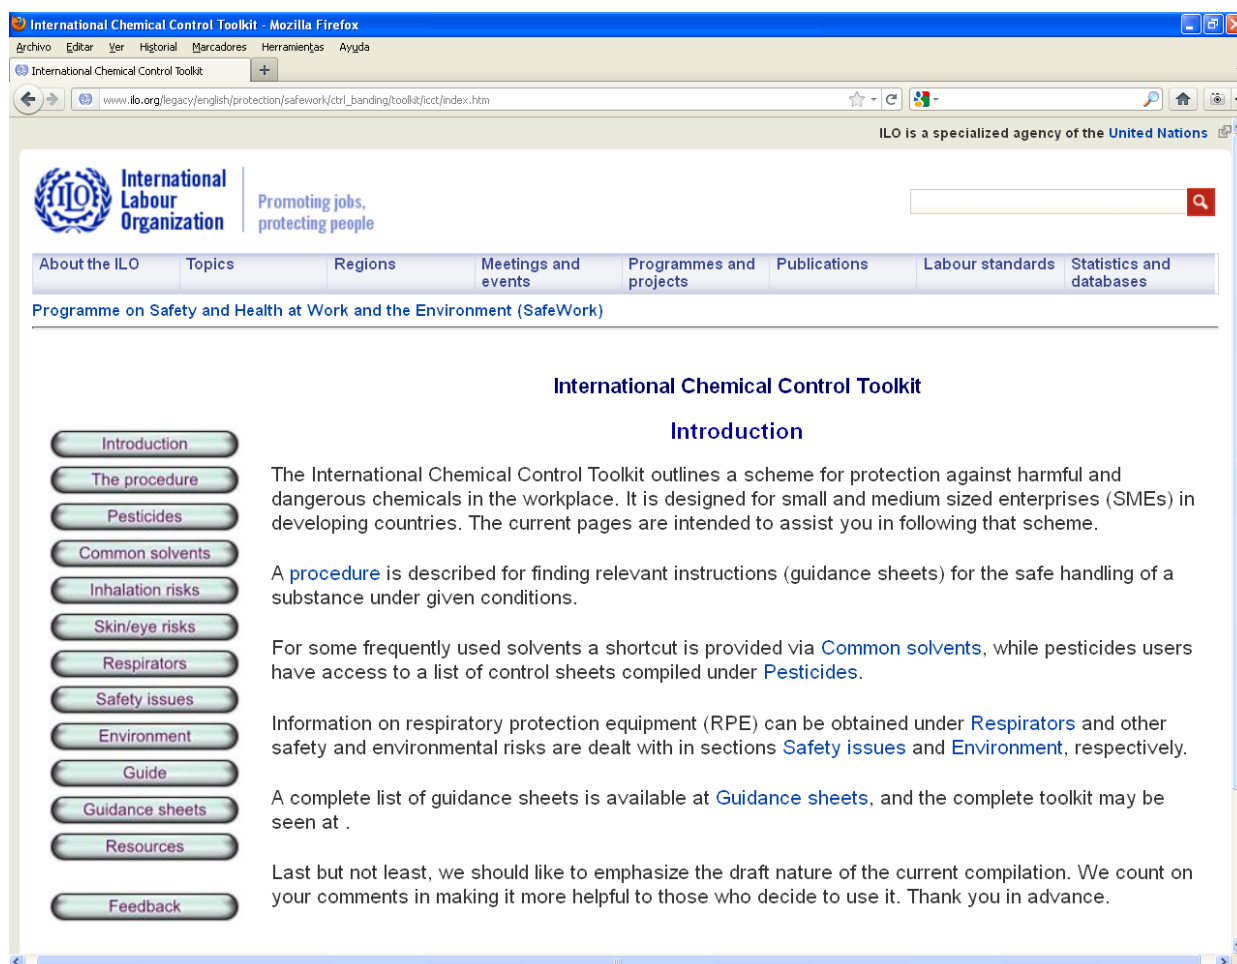 International Chemical Control Toolkit - Mozilla Firefox
Archivo Editar Ver Historial Marcadores Herramientas Ayuda
International Chemical Control Toolkit
www.ilo.org/legacy/english/protection/safework/ctrl_banding/toolkit/icct/index.htm
ILO is a specialized agency of the United Nations
International
Labour
Organization
Promoting jobs,
protecting people
About the ILO Topics Regions Meetings and events Programmes and projects Publications Labour standards Statistics and databases
Programme on Safety and Health at Work and the Environment (SafeWork)
International Chemical Control Toolkit
Introduction
Introduction
The procedure
Pesticides
Common solvents
Inhalation risks
Skin/eye risks
Respirators
Safety issues
Environment
Guide
Guidance sheets
Resources
Feedback
The International Chemical Control Toolkit outlines a scheme for protection against harmful and
dangerous chemicals in the workplace. It is designed for small and medium sized enterprises (SMEs) in
developing countries. The current pages are intended to assist you in following that scheme.
A procedure is described for finding relevant instructions (guidance sheets) for the safe handling of a
substance under given conditions.
For some frequently used solvents a shortcut is provided via Common solvents, while pesticides users
have access to a list of control sheets compiled under Pesticides.
Information on respiratory protection equipment (RPE) can be obtained under Respirators and other
safety and environmental risks are dealt with in sections Safety issues and Environment, respectively.
A complete list of guidance sheets is available at Guidance sheets, and the complete toolkit may be
seen at .
Last but not least, we should like to emphasize the draft nature of the current compilation. We count on
your comments in making it more helpful to those who decide to use it. Thank you in advance.